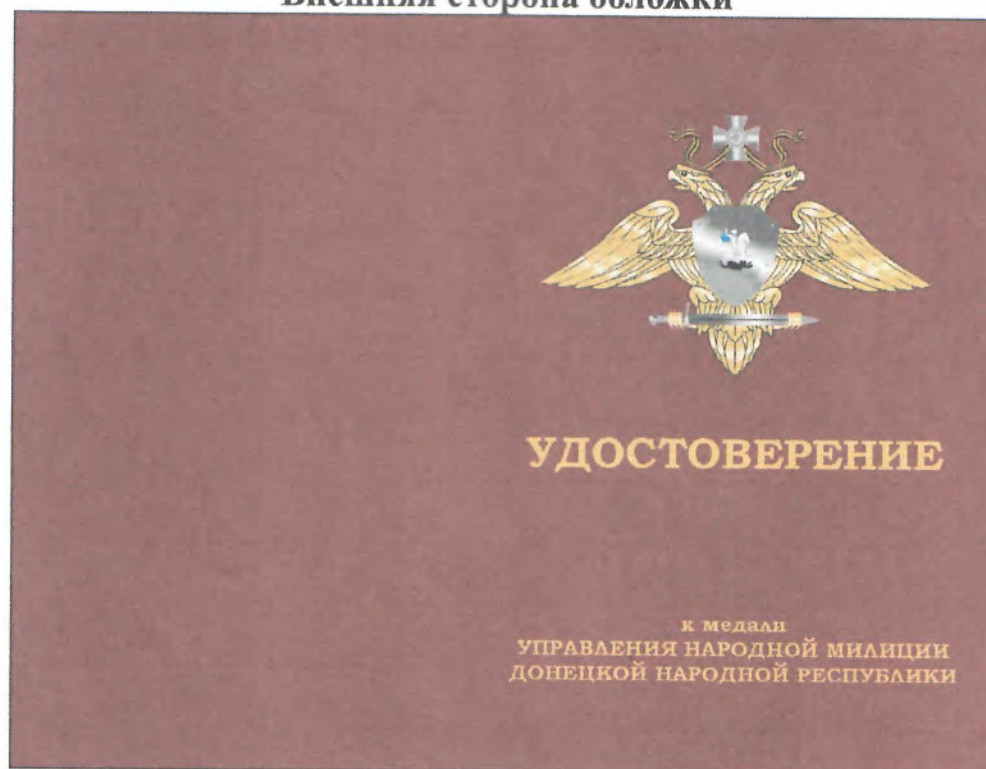 Внешняя сторона обложки
УДОСТОВЕРЕНИЕ
к медали
УПРАВЛЕНИЯ НАРОДНОЙ МИЛИЦИИ
ДОНЕЦКОЙ НАРОДНОЙ РЕСПУБЛИКИ